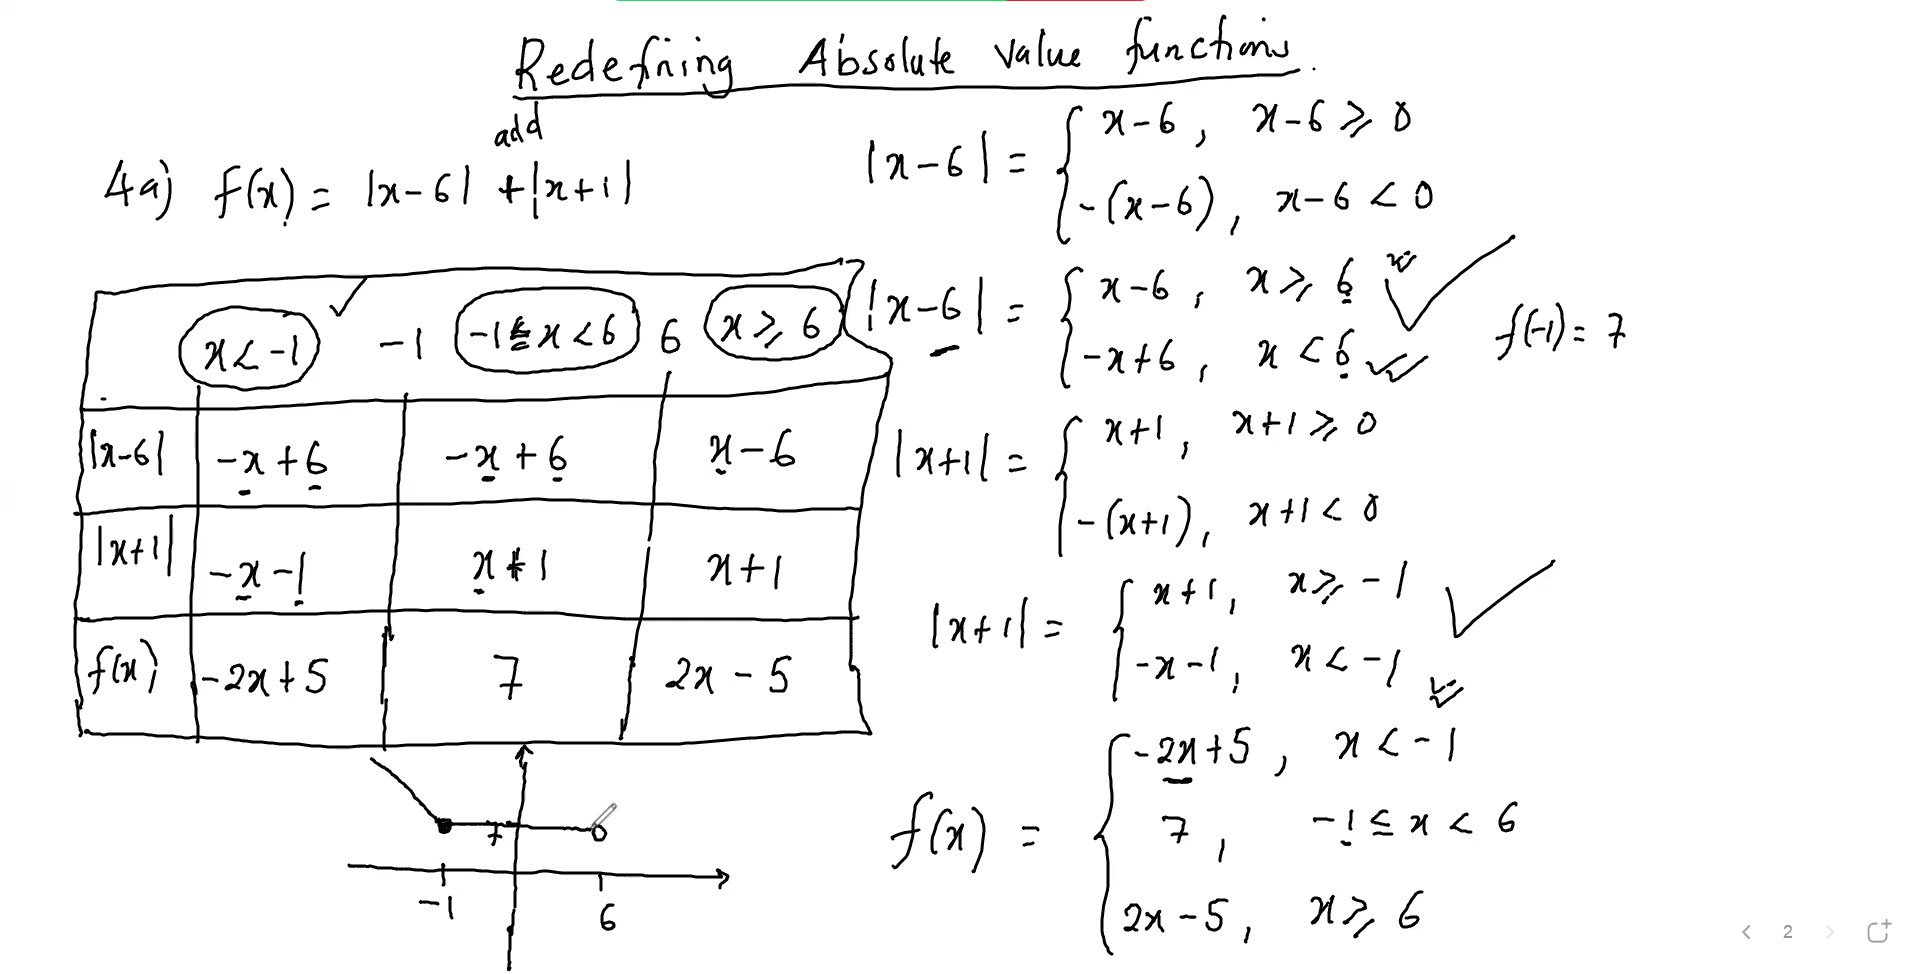 Redefining Absolute value functions.
add
4a) f(x) = |x-6| + |x+1|
x < -1 ✓ -1 -1 ≤ x < 6 6 x ⩾ 6
|x-6| -x+6 -x+6 x-6
|x+1| -x-1 x+1 x+1
f(x) -2x+5 7 2x-5
7
-1 6
|x-6| = { x-6, x-6 ⩾ 0
-(x-6), x-6 < 0
|x-6| = { x-6, x ⩾ 6 ✓
-x+6, x < 6
f(-1) = 7
|x+1| = { x+1, x+1 ⩾ 0
-(x+1), x+1 < 0
|x+1| = { x+1, x ⩾ -1 ✓
-x-1, x < -1
f(x) = { -2x+5, x < -1
7, -1 ≤ x < 6
2x-5, x ⩾ 6
< 2 >